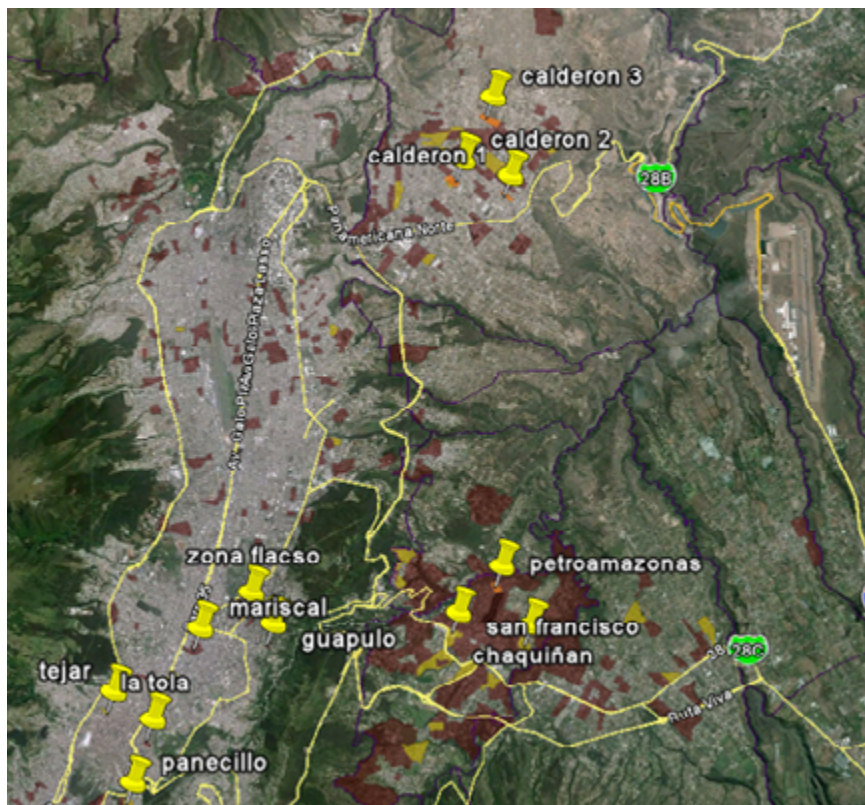 calderon 3
calderon 2
calderon 1
28B
Panamericana Norte
zona flacso
petroamazonas
mariscal
guapulo
san francisco
chaquiñan
28C
tejar
la tola
Ruta Viva
panecillo